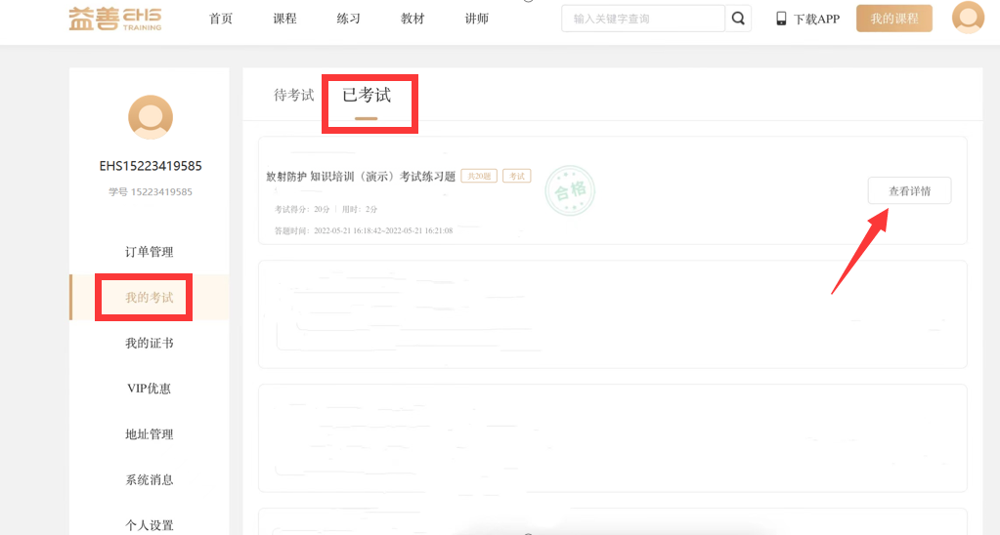 益善EHS TRAINING 首页 课程 练习 教材 讲师 输入关键字查询 下载APP 我的课程
待考试 已考试
EHS15223419585
学号 15223419585
放射防护 知识培训（演示）考试练习题 共20题 考试
合格
查看详情
考试得分：20分 | 用时：2分
答题时间：2022-05-21 16:18:42~2022-05-21 16:21:08
订单管理
我的考试
我的证书
VIP优惠
地址管理
系统消息
个人设置